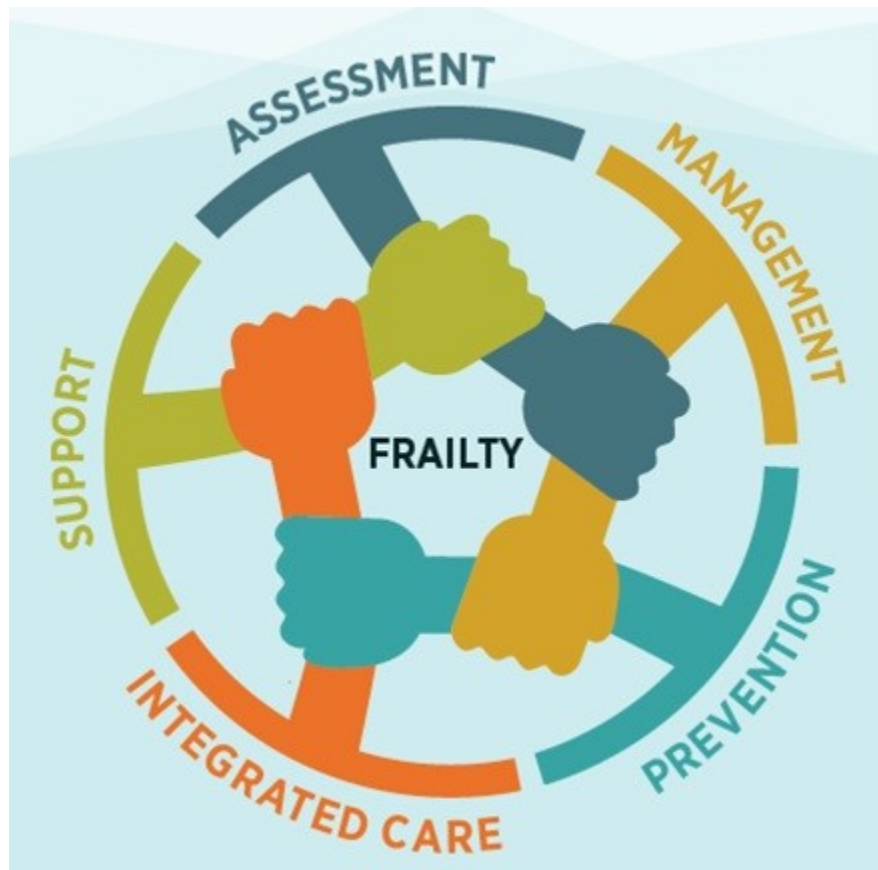 ASSESSMENT
MANAGEMENT
PREVENTION
INTEGRATED CARE
SUPPORT
FRAILTY